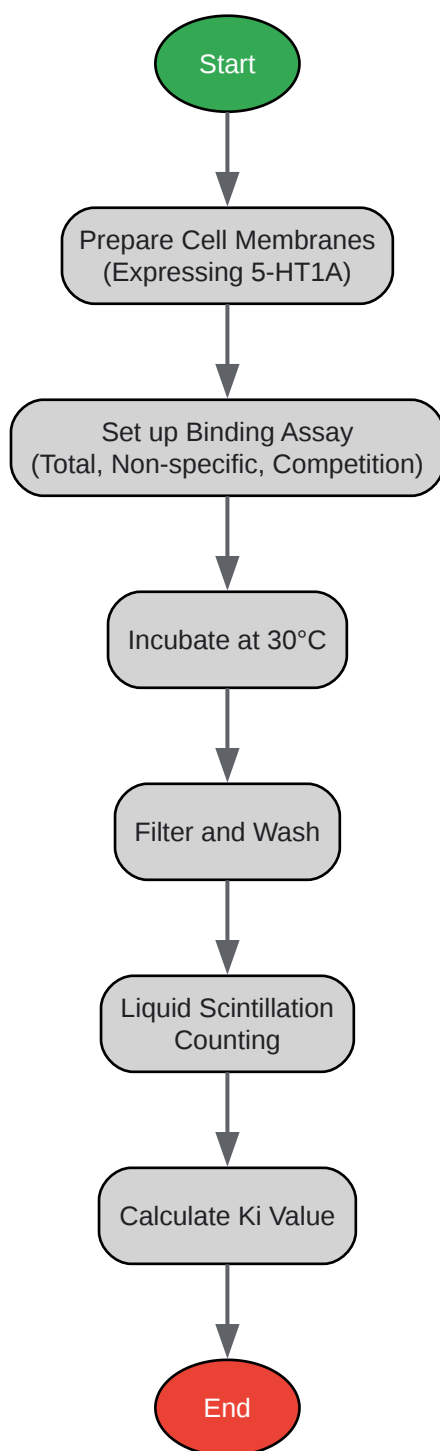 Start
Prepare Cell Membranes
(Expressing 5-HT1A)
Set up Binding Assay
(Total, Non-specific, Competition)
Incubate at 30°C
Filter and Wash
Liquid Scintillation
Counting
Calculate Ki Value
End